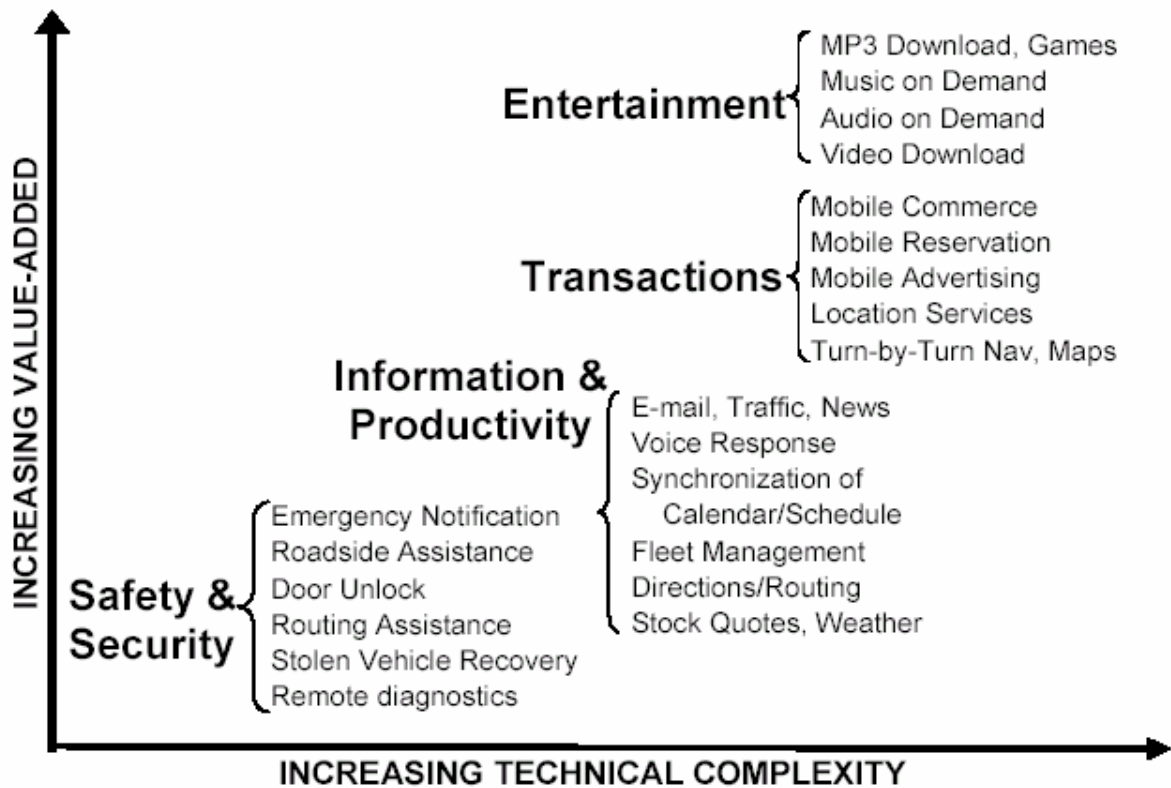 INCREASING VALUE-ADDED
Entertainment
MP3 Download, Games
Music on Demand
Audio on Demand
Video Download
Transactions
Mobile Commerce
Mobile Reservation
Mobile Advertising
Location Services
Turn-by-Turn Nav, Maps
Information &
Productivity
E-mail, Traffic, News
Voice Response
Synchronization of
Calendar/Schedule
Fleet Management
Directions/Routing
Stock Quotes, Weather
Safety &
Security
Emergency Notification
Roadside Assistance
Door Unlock
Routing Assistance
Stolen Vehicle Recovery
Remote diagnostics
INCREASING TECHNICAL COMPLEXITY